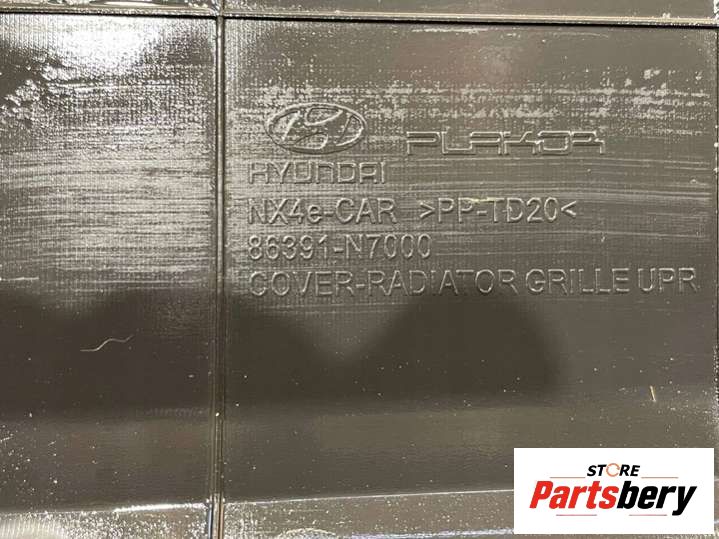 PLAKOR
HYUNDAI
NX4e-CAR >PP-TD20<
86391-N7000
COVER-RADIATOR GRILLE UPR
STORE
Partsbery